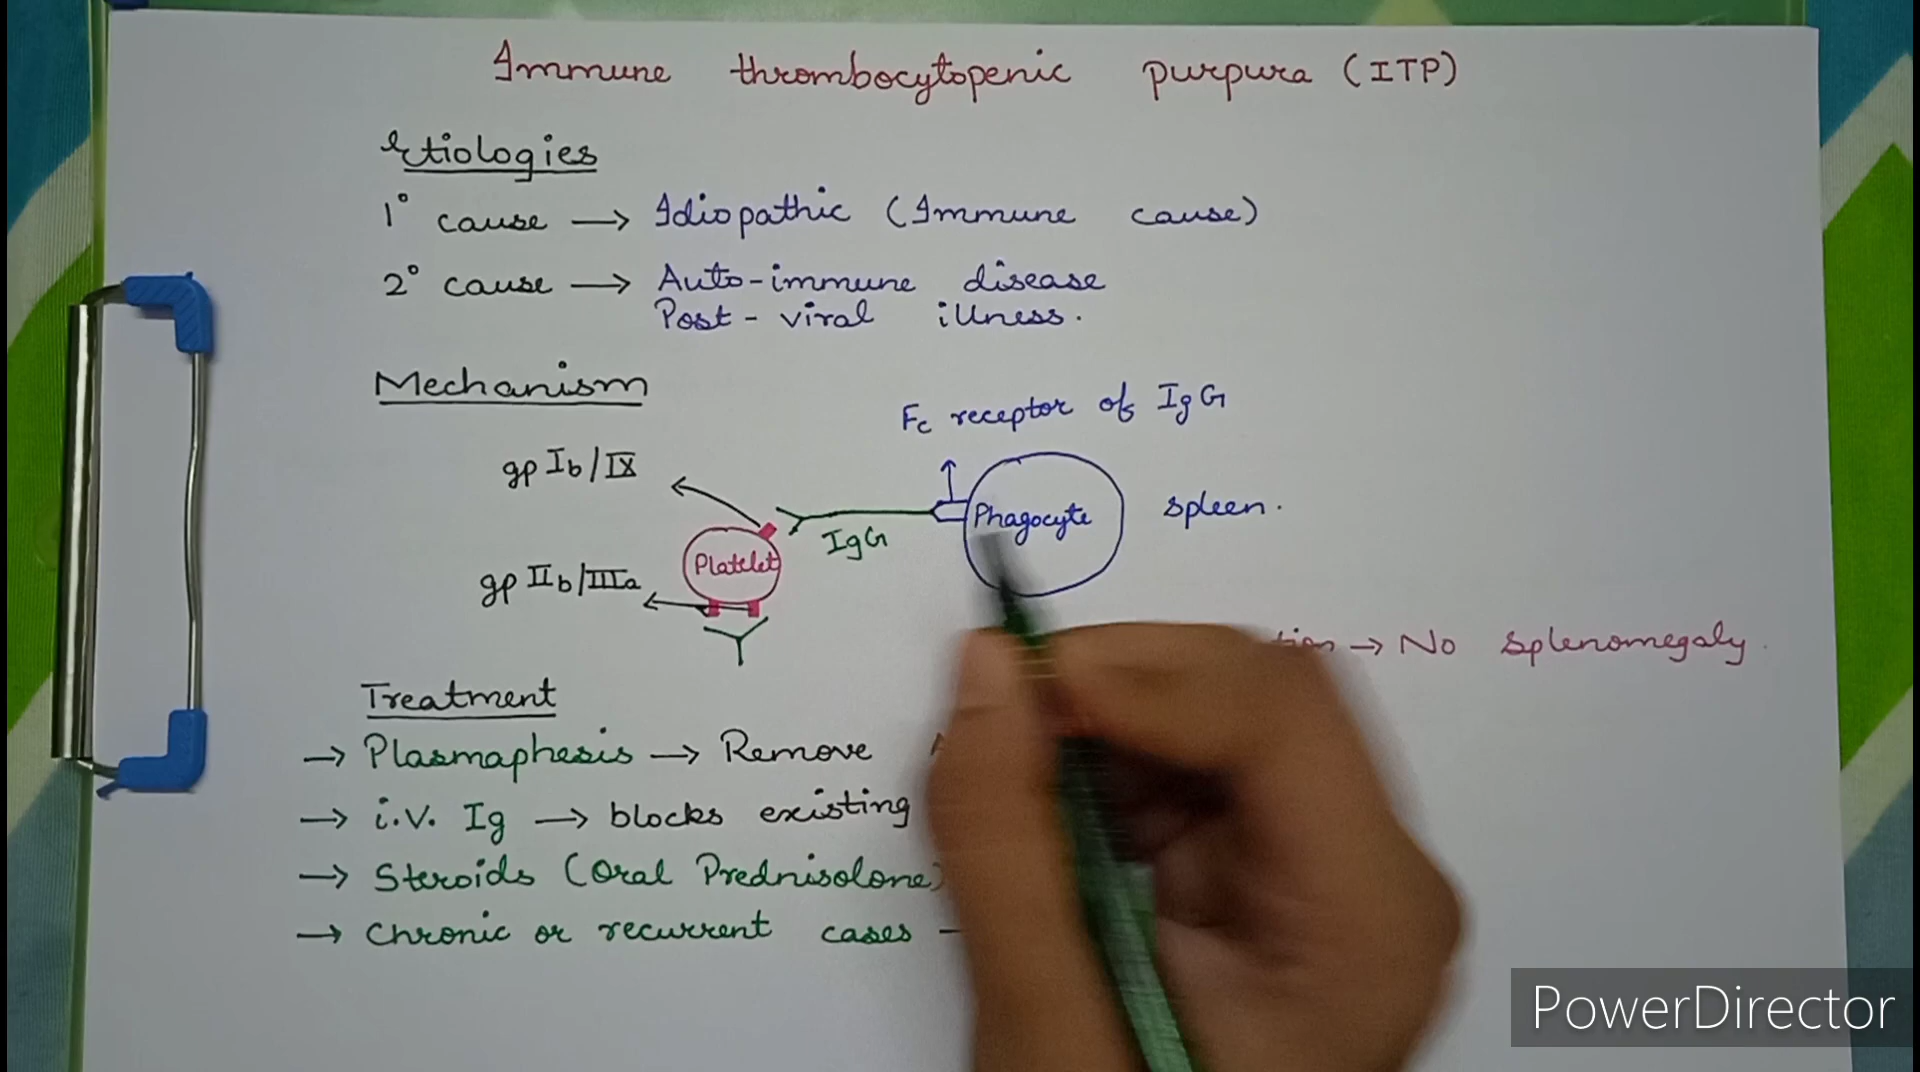 Immune thrombocytopenic purpura (ITP)
Etiologies
1° cause → Idiopathic (Immune cause)
2° cause → Auto-immune disease
Post-viral illness.
Mechanism
Fc receptor of IgG
gp Ib/IX
Phagocyte spleen.
IgG
Platelet
gp IIb/IIIa
→ No splenomegaly.
Treatment
→ Plasmaphesis → Remove
→ i.v. Ig → blocks existing
→ Steroids (Oral Prednisolone)
→ Chronic or recurrent cases
PowerDirector